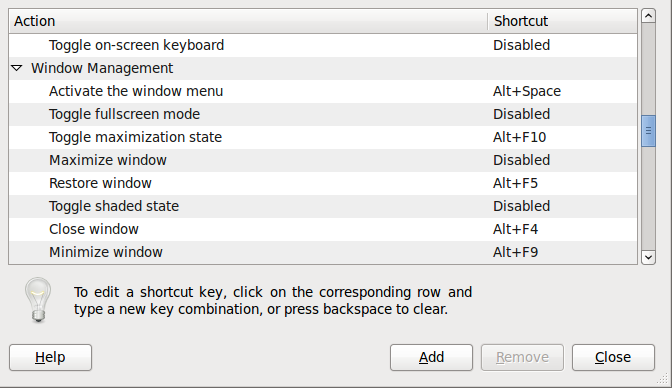 Action Shortcut
Toggle on-screen keyboard Disabled
Window Management
Activate the window menu Alt+Space
Toggle fullscreen mode Disabled
Toggle maximization state Alt+F10
Maximize window Disabled
Restore window Alt+F5
Toggle shaded state Disabled
Close window Alt+F4
Minimize window Alt+F9
To edit a shortcut key, click on the corresponding row and
type a new key combination, or press backspace to clear.
Help Add Remove Close